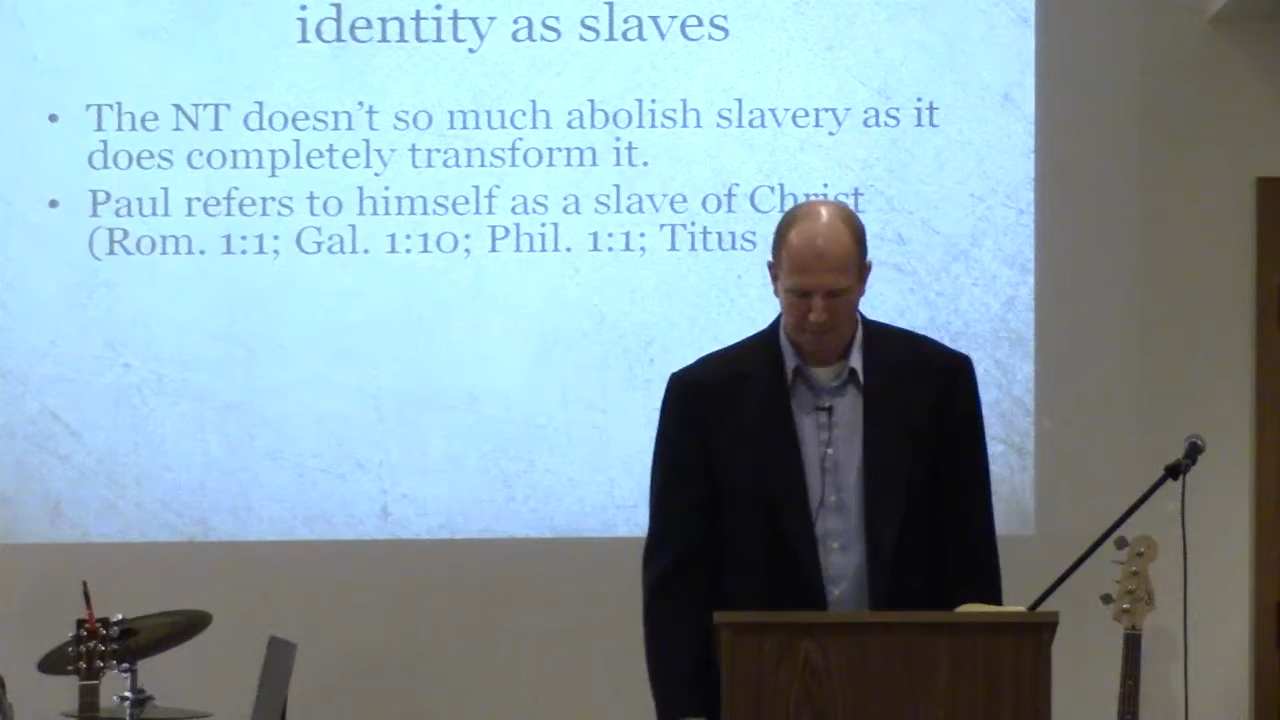 identity as slaves
• The NT doesn't so much abolish slavery as it
does completely transform it.
• Paul refers to himself as a slave of Christ
(Rom. 1:1; Gal. 1:10; Phil. 1:1; Titus